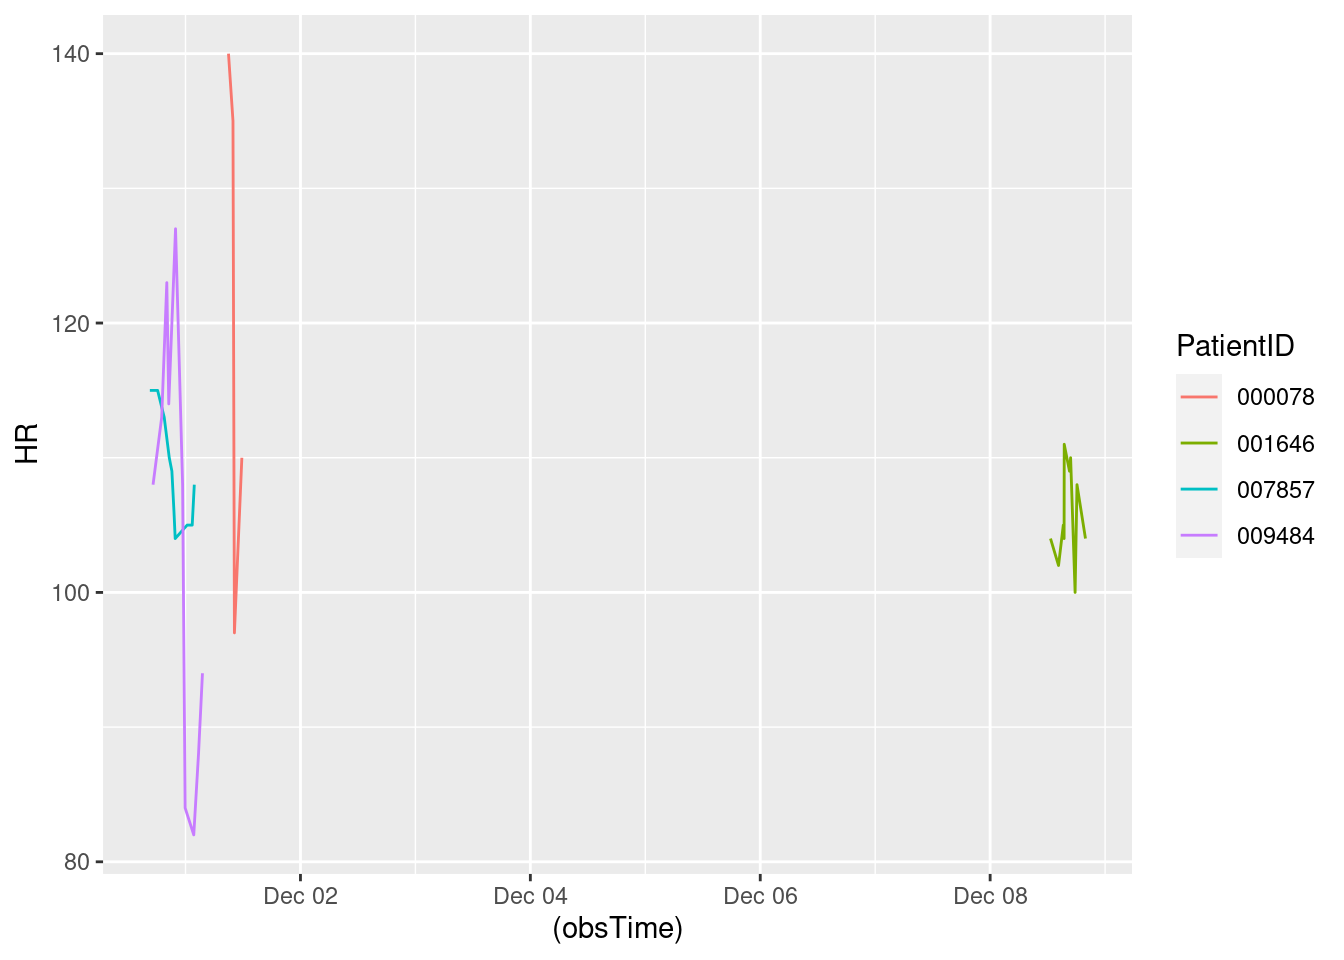 140
120
100
80
HR
Dec 02
Dec 04
Dec 06
Dec 08
(obsTime)
PatientID
000078
001646
007857
009484